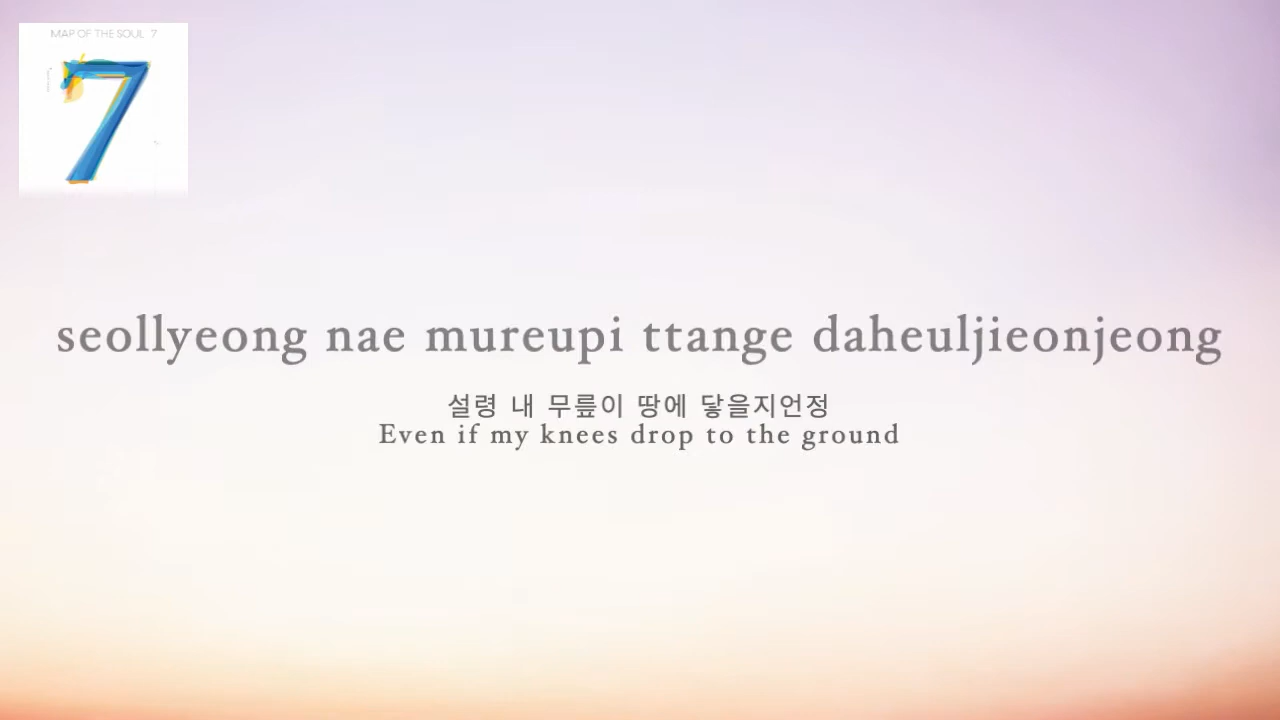 MAP OF THE SOUL 7
7
seollyeong nae mureupi ttange daheuljieonjeong
설령 내 무릎이 땅에 닿을지언정
Even if my knees drop to the ground